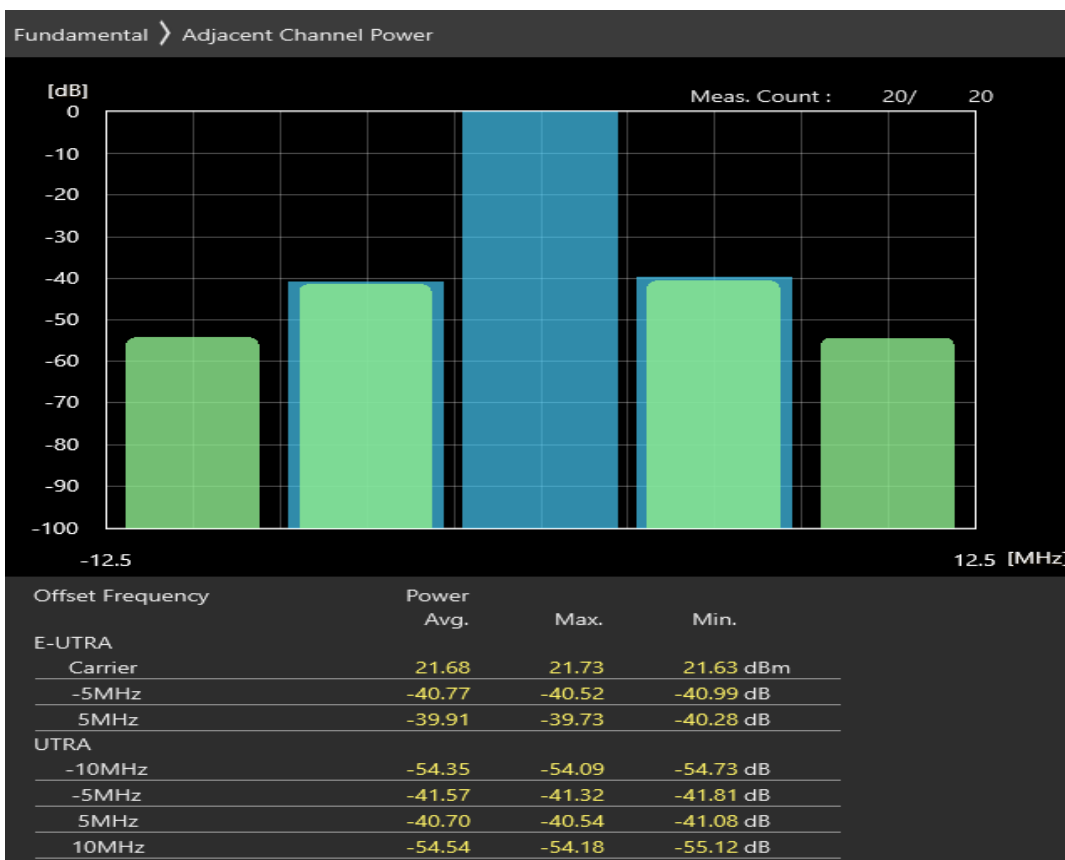 Fundamental 》 Adjacent Channel Power
[dB]
Meas. Count : 20/ 20
0
-10
-20
-30
-40
-50
-60
-70
-80
-90
-100
-12.5 12.5 [MHz]
Offset Frequency Power
Avg. Max. Min.
E-UTRA
Carrier 21.68 21.73 21.63 dBm
-5MHz -40.77 -40.52 -40.99 dB
5MHz -39.91 -39.73 -40.28 dB
UTRA
-10MHz -54.35 -54.09 -54.73 dB
-5MHz -41.57 -41.32 -41.81 dB
5MHz -40.70 -40.54 -41.08 dB
10MHz -54.54 -54.18 -55.12 dB